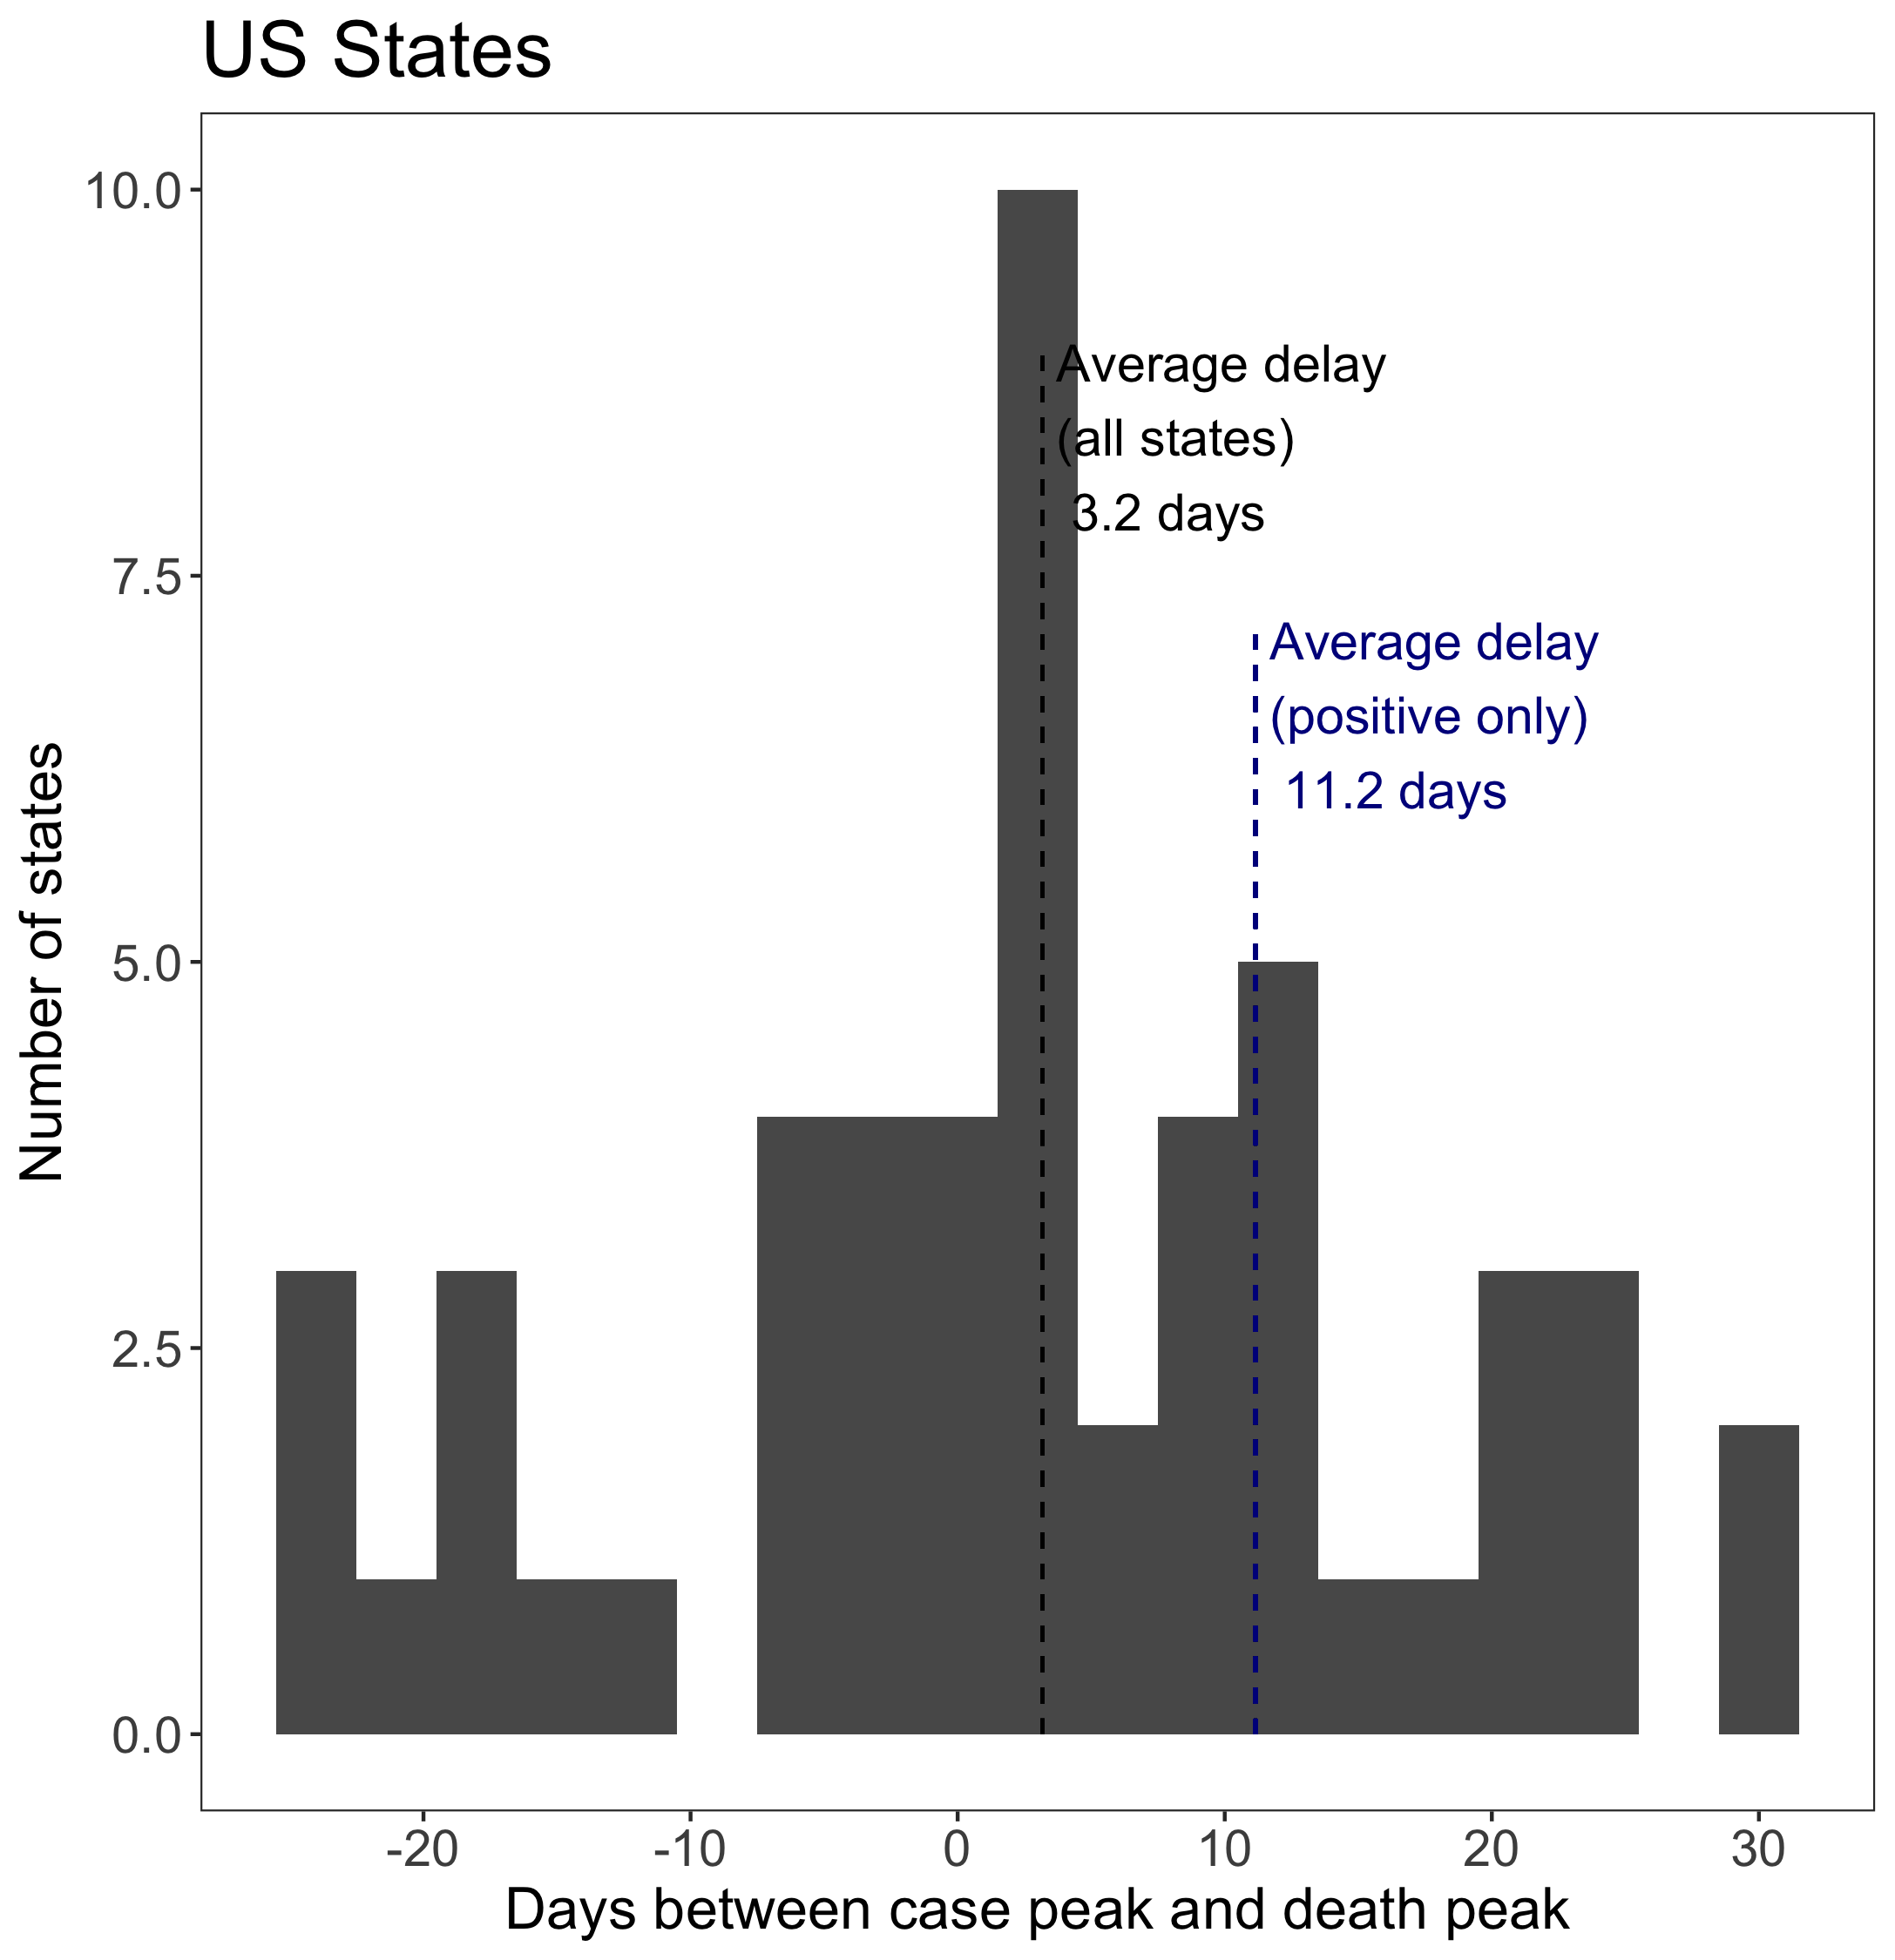 US States
10.0
7.5
5.0
2.5
0.0
Number of states
Average delay
(all states)
3.2 days
Average delay
(positive only)
11.2 days
-20 -10 0 10 20 30
Days between case peak and death peak